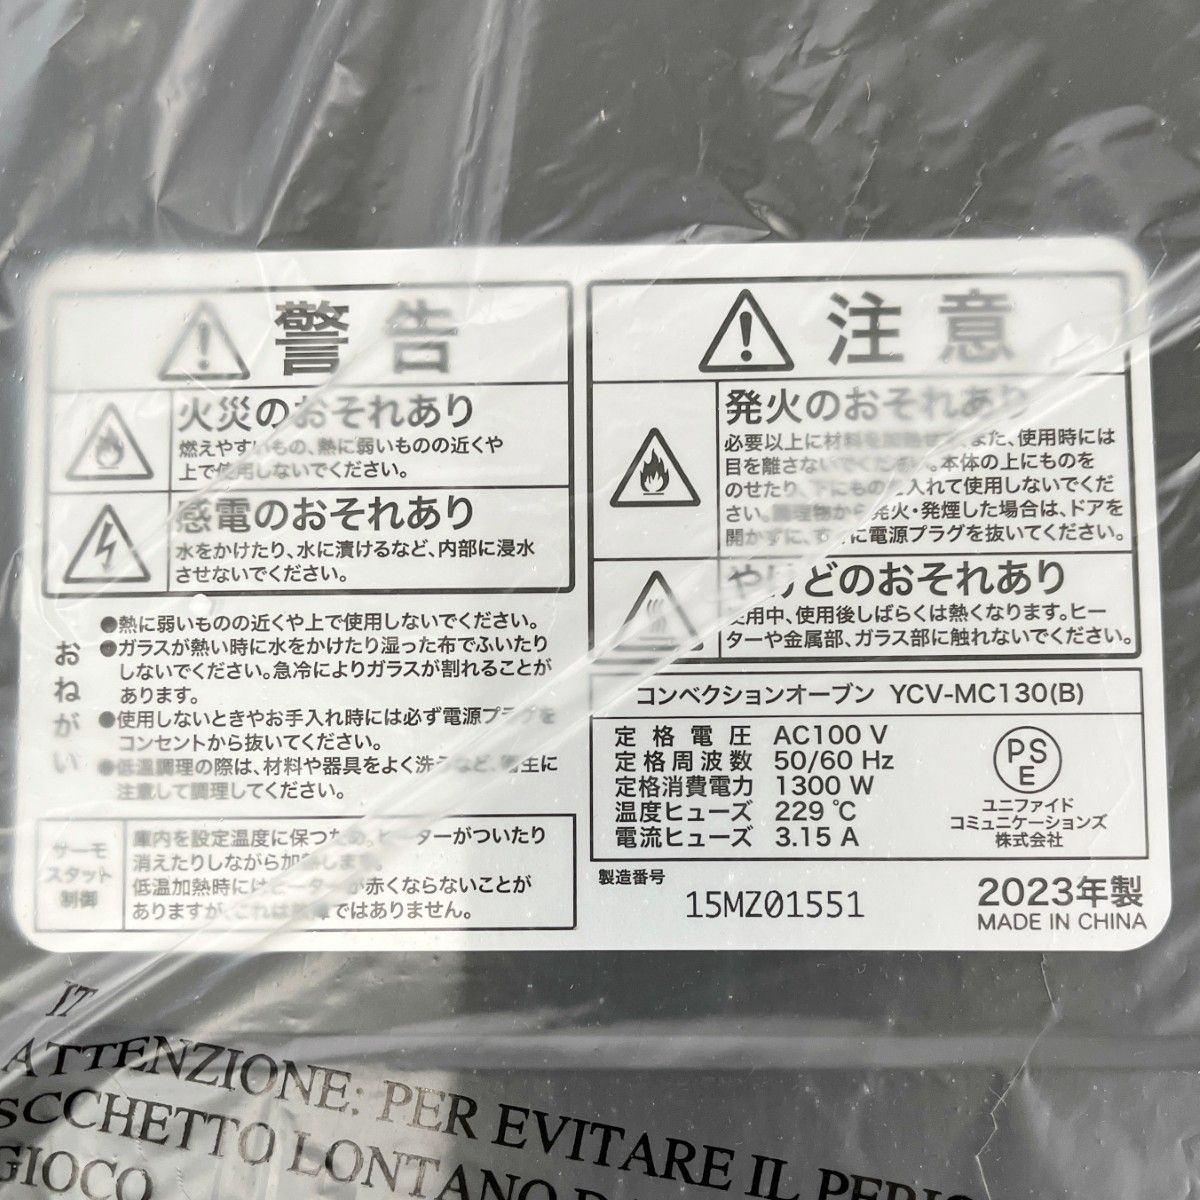 警告
火災のおそれあり
燃えやすいもの、熱に弱いものの近くや
上で使用しないでください。
感電のおそれあり
水をかけたり、水に漬けるなど、内部に浸水
させないでください。
おねがい
●熱に弱いものの近くや上で使用しないでください。
●ガラスが熱い時に水をかけたり湿った布でふいたり
しないでください。急冷によりガラスが割れることが
あります。
●使用しないときやお手入れ時には必ず電源プラグを
コンセントから抜いてください。
●低温調理の際は、材料や器具をよく洗うなど、衛生に
注意して調理してください。
サーモ
スタット
制御
庫内を設定温度に保つため、ヒーターがついたり
消えたりしながら加熱します。
低温加熱時にはヒーターが赤くならないことが
ありますが、これは故障ではありません。
注意
発火のおそれあり
必要以上に材料を加熱せず、また、使用時には
目を離さないでください。本体の上にものを
のせたり、下にものを入れて使用しないでくだ
さい。調理物から発火・発煙した場合は、ドアを
開かずに、すぐに電源プラグを抜いてください。
やけどのおそれあり
使用中、使用後しばらくは熱くなります。ヒー
ターや金属部、ガラス部に触れないでください。
コンベクションオーブン YCV-MC130(B)
定格電圧 AC100 V
定格周波数 50/60 Hz
定格消費電力 1300 W
温度ヒューズ 229 ℃
電流ヒューズ 3.15 A
PS
E
ユニファイド
コミュニケーションズ
株式会社
製造番号
15MZ01551
2023年製
MADE IN CHINA
IT
ATTENZIONE: PER EVITARE IL
SCCHETTO LONTANO
GIOCO